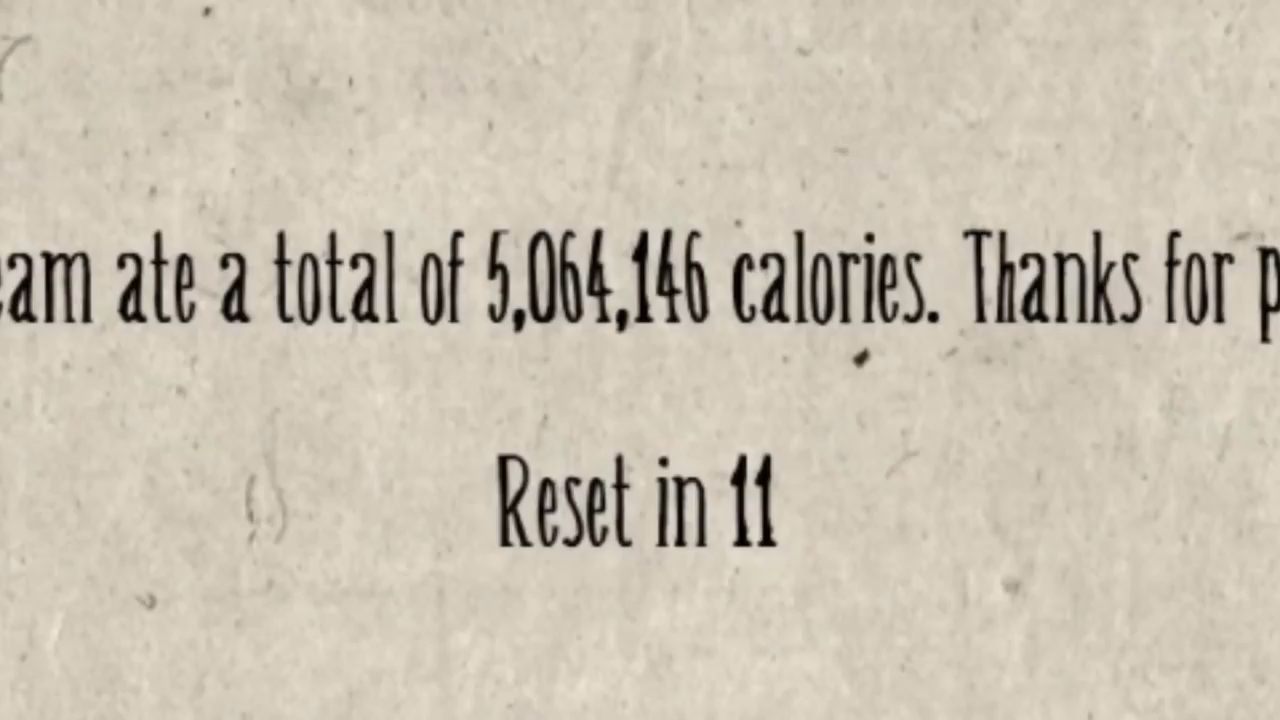 am ate a total of 5,064,146 calories. Thanks for
Reset in 11